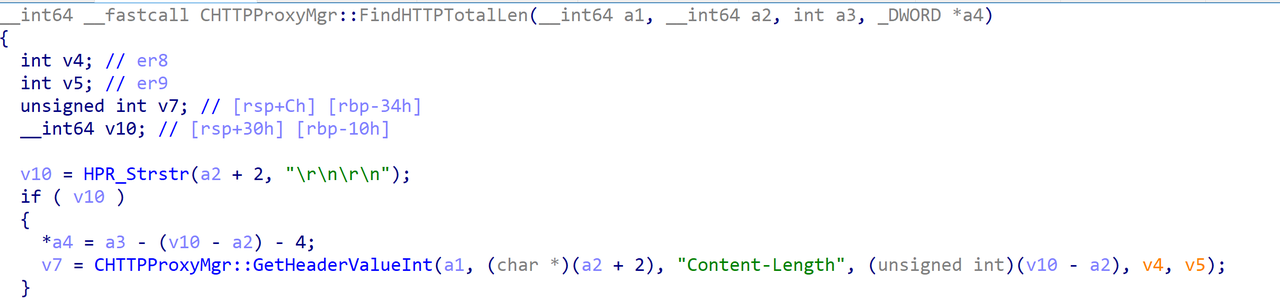 __int64 __fastcall CHTTPProxyMgr::FindHTTPTotalLen(__int64 a1, __int64 a2, int a3, _DWORD *a4)
{
  int v4; // er8
  int v5; // er9
  unsigned int v7; // [rsp+Ch] [rbp-34h]
  __int64 v10; // [rsp+30h] [rbp-10h]

  v10 = HPR_Strstr(a2 + 2, "\r\n\r\n");
  if ( v10 )
  {
    *a4 = a3 - (v10 - a2) - 4;
    v7 = CHTTPProxyMgr::GetHeaderValueInt(a1, (char *)(a2 + 2), "Content-Length", (unsigned int)(v10 - a2), v4, v5);
  }